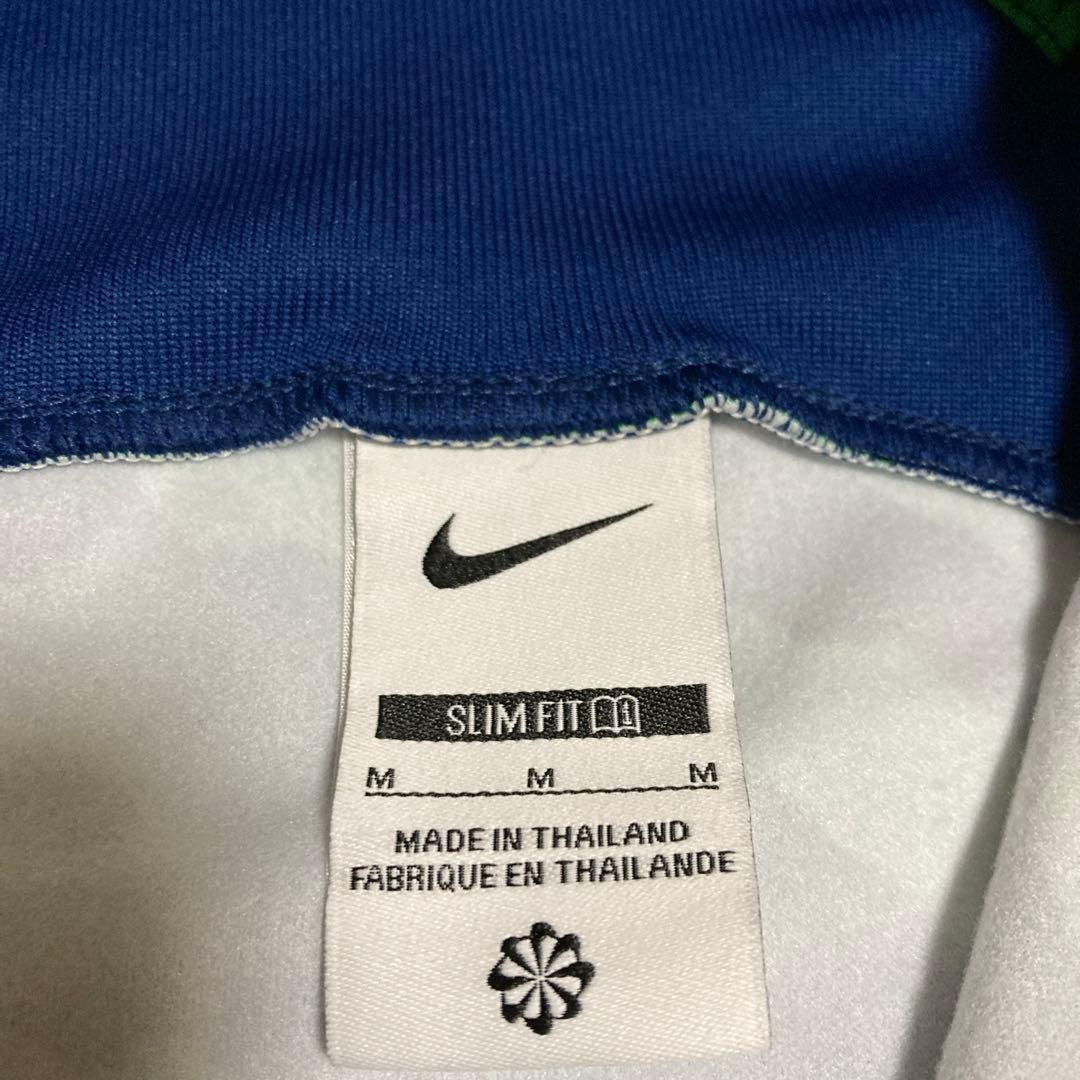 SLIM FIT
M M M
MADE IN THAILAND
FABRIQUE EN THAILANDE